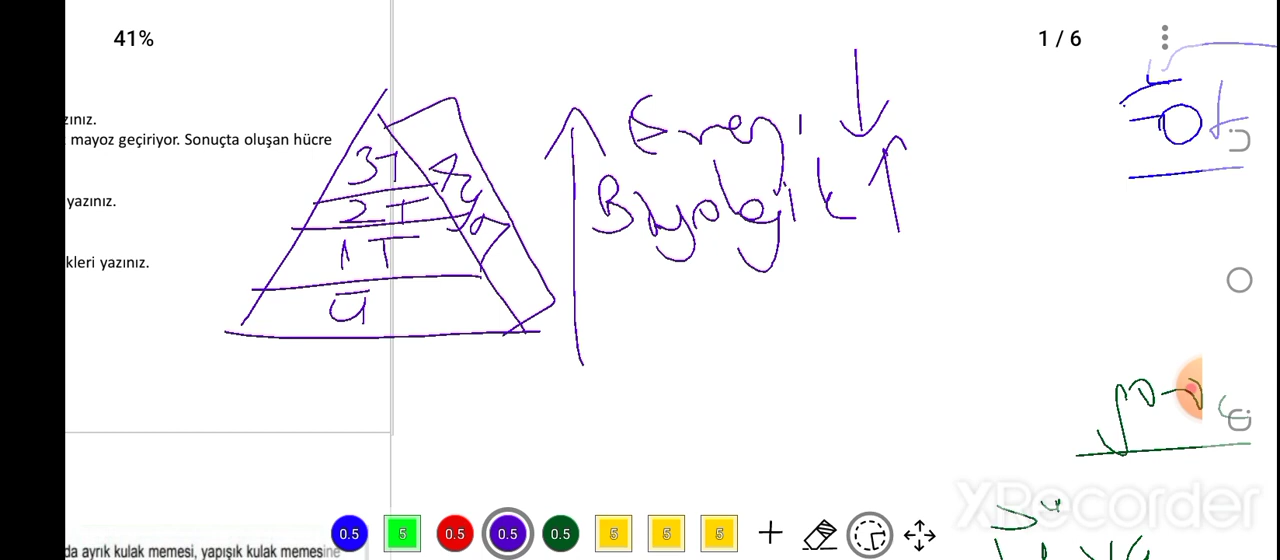 41%
1 / 6
zınız.
mayoz geçiriyor. Sonuçta oluşan hücre
yazınız.
kleri yazınız.
3T
2T
1T
Ü
Enerji ↓
Biyolojik ↑
XRecorder
0.5
5
0.5
0.5
0.5
5
5
5
da ayrık kulak memesi, yapışık kulak memesine